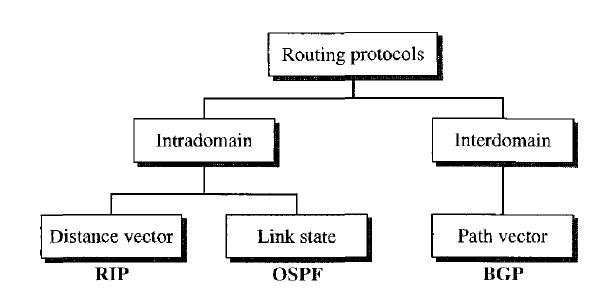 Routing protocols
Intradomain
Interdomain
Distance vector
Link state
Path vector
RIP
OSPF
BGP